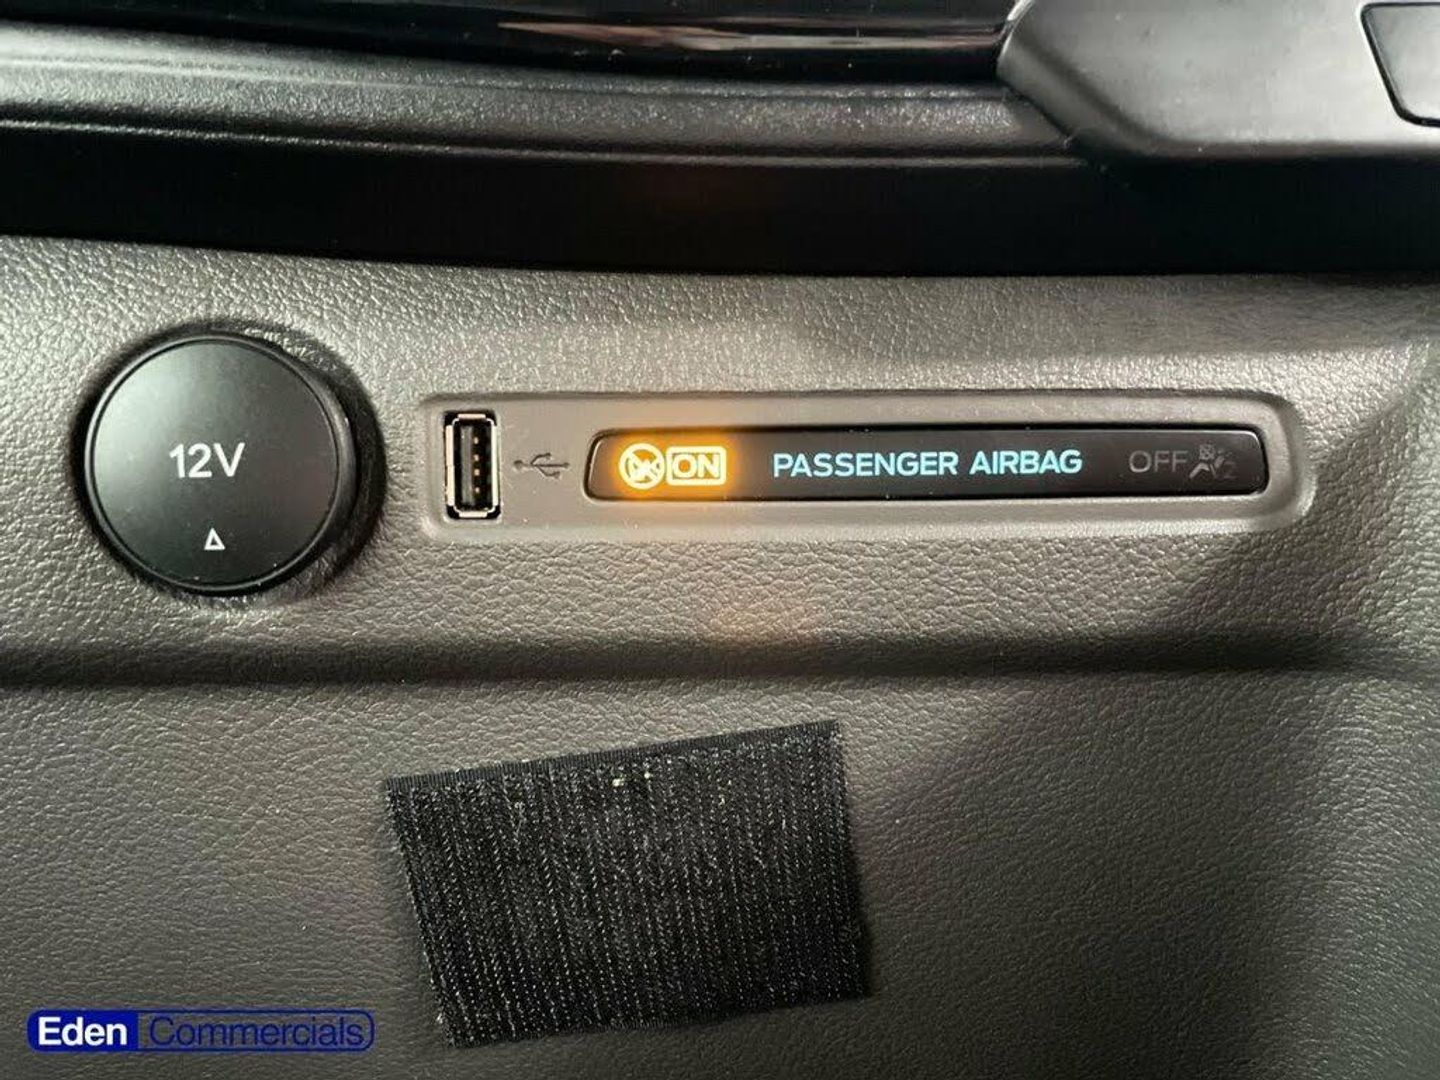 12V
ON PASSENGER AIRBAG OFF
Eden Commercials